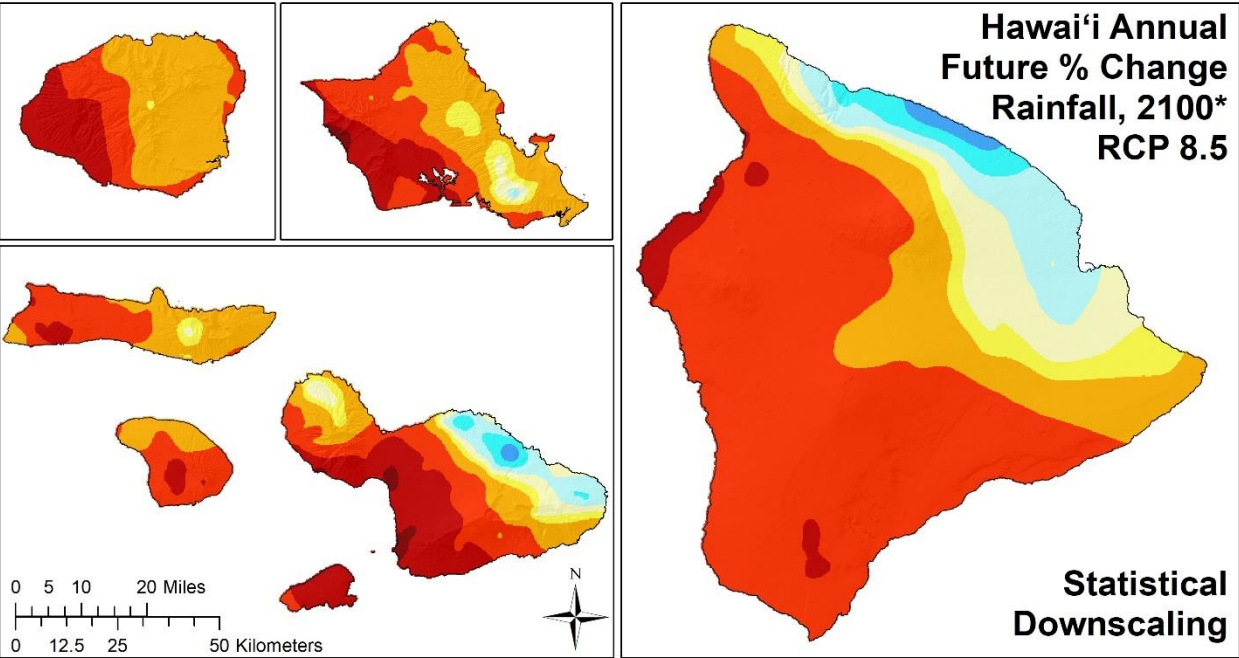 Hawai‘i Annual
Future % Change
Rainfall, 2100*
RCP 8.5
0 5 10 20 Miles
0 12.5 25 50 Kilometers
N
Statistical
Downscaling